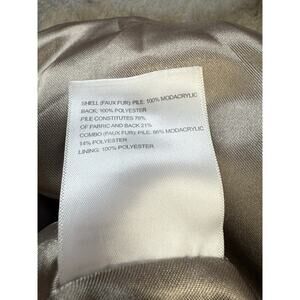 SHELL (FAUX FUR): PILE: 100% MODACRYLIC
BACK: 100% POLYESTER
PILE CONSTITUTES 79%
OF FABRIC AND BACK 21%
COMBO (FAUX FUR): PILE: 86% MODACRYLIC
14% POLYESTER
LINING: 100% POLYESTER